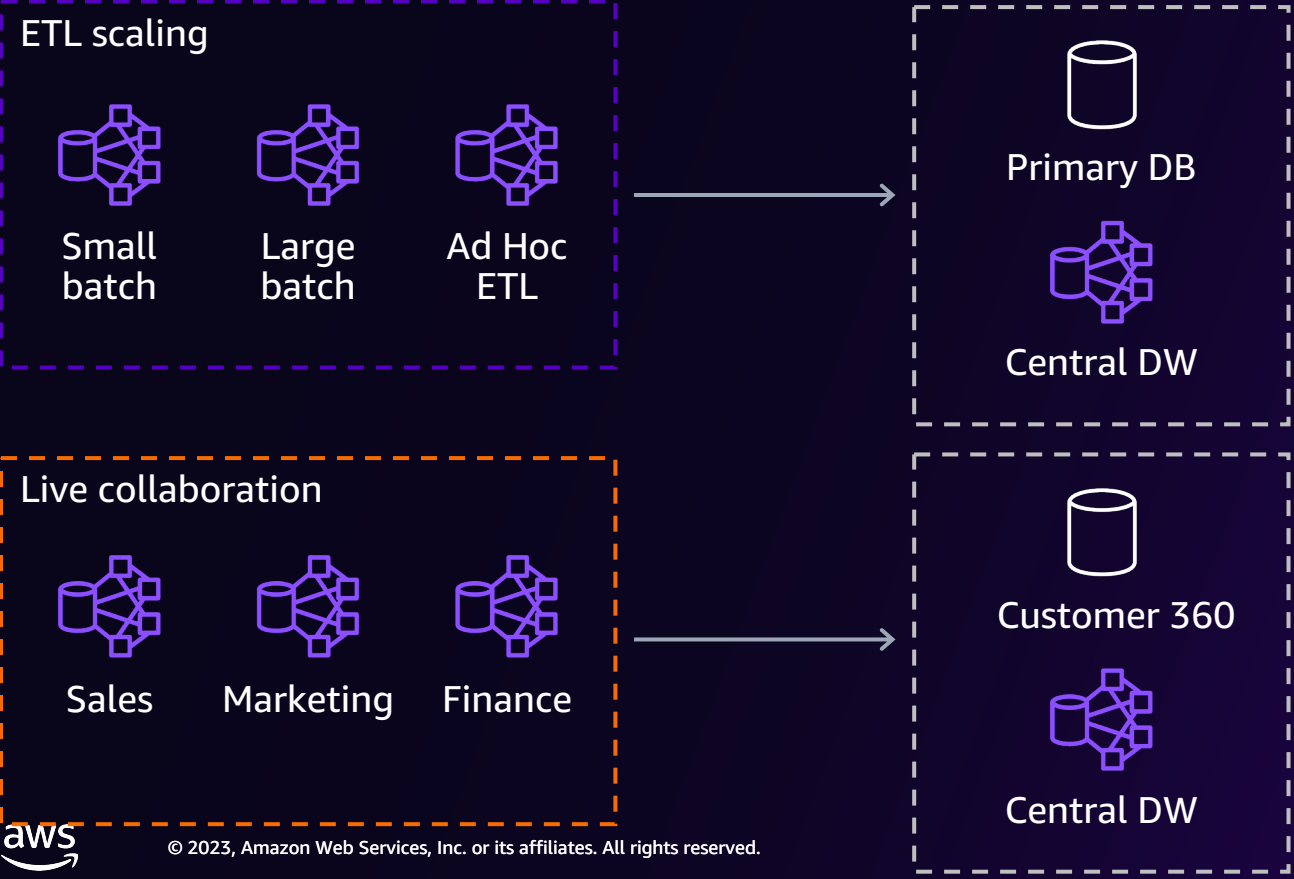 ETL scaling
Small
batch
Large
batch
Ad Hoc
ETL
Primary DB
Central DW
Live collaboration
Sales
Marketing
Finance
Customer 360
Central DW
aws
© 2023, Amazon Web Services, Inc. or its affiliates. All rights reserved.